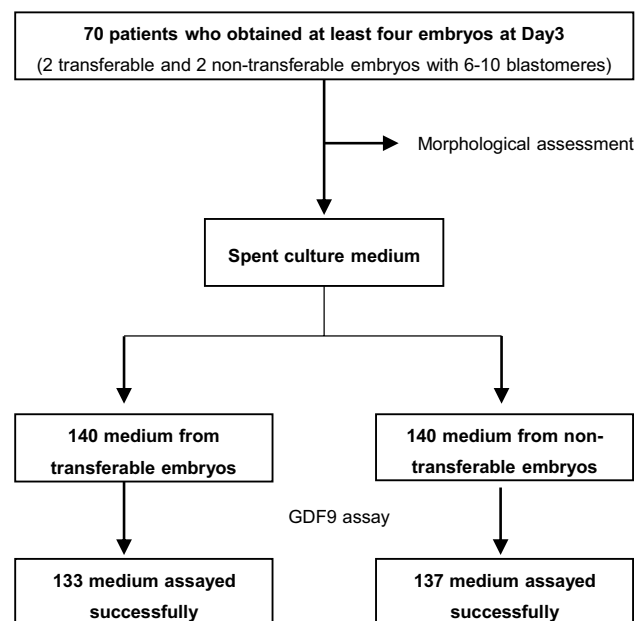 70 patients who obtained at least four embryos at Day3
(2 transferable and 2 non-transferable embryos with 6-10 blastomeres)
Morphological assessment
Spent culture medium
140 medium from
transferable embryos
140 medium from non-
transferable embryos
GDF9 assay
133 medium assayed
successfully
137 medium assayed
successfully